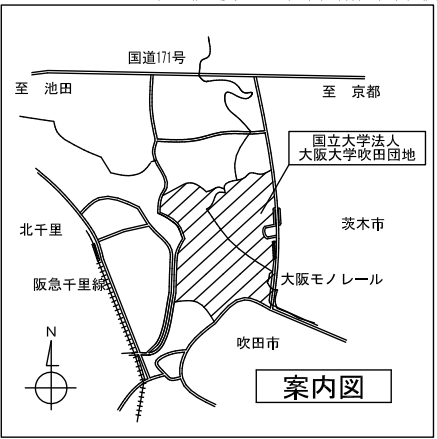 国道171号
至 池田
至 京都
国立大学法人
大阪大学吹田団地
北千里
茨木市
阪急千里線
大阪モノレール
吹田市
N
案内図